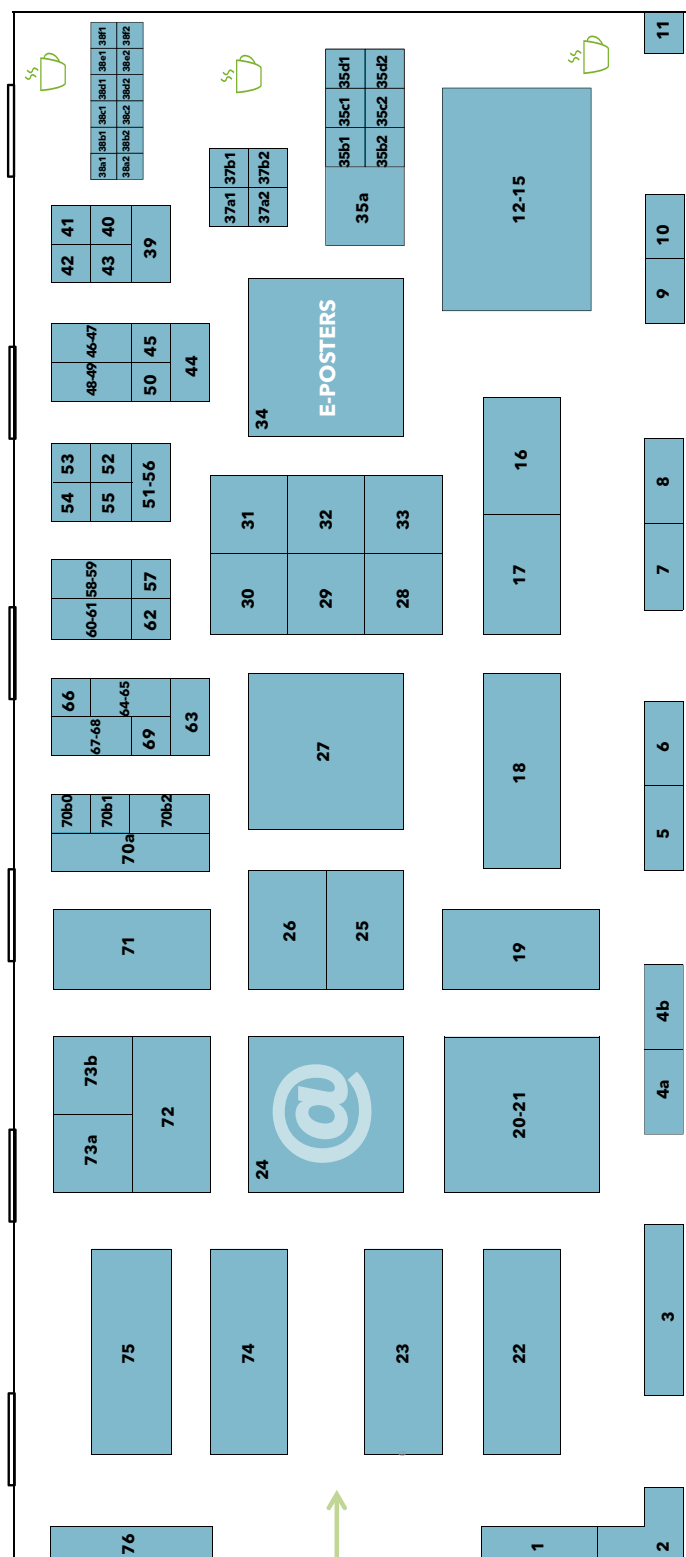 11
38f1
38f2
38e1
38e2
38d1
38d2
38c1
38c2
38b1
38b2
38a1
38a2
35d1
35d2
35c1
35c2
35b1
35b2
35a
37b1
37b2
37a1
37a2
12-15
41
40
39
42
43
10
9
46-47
45
44
48-49
50
34
E-POSTERS
16
17
53
52
51-56
54
55
8
7
31
32
33
30
29
28
58-59
57
60-61
62
66
64-65
63
67-68
69
27
18
6
5
70b0
70b1
70b2
70a
71
26
25
19
4b
4a
73b
73a
72
@
24
20-21
75
74
23
22
3
76
1
2